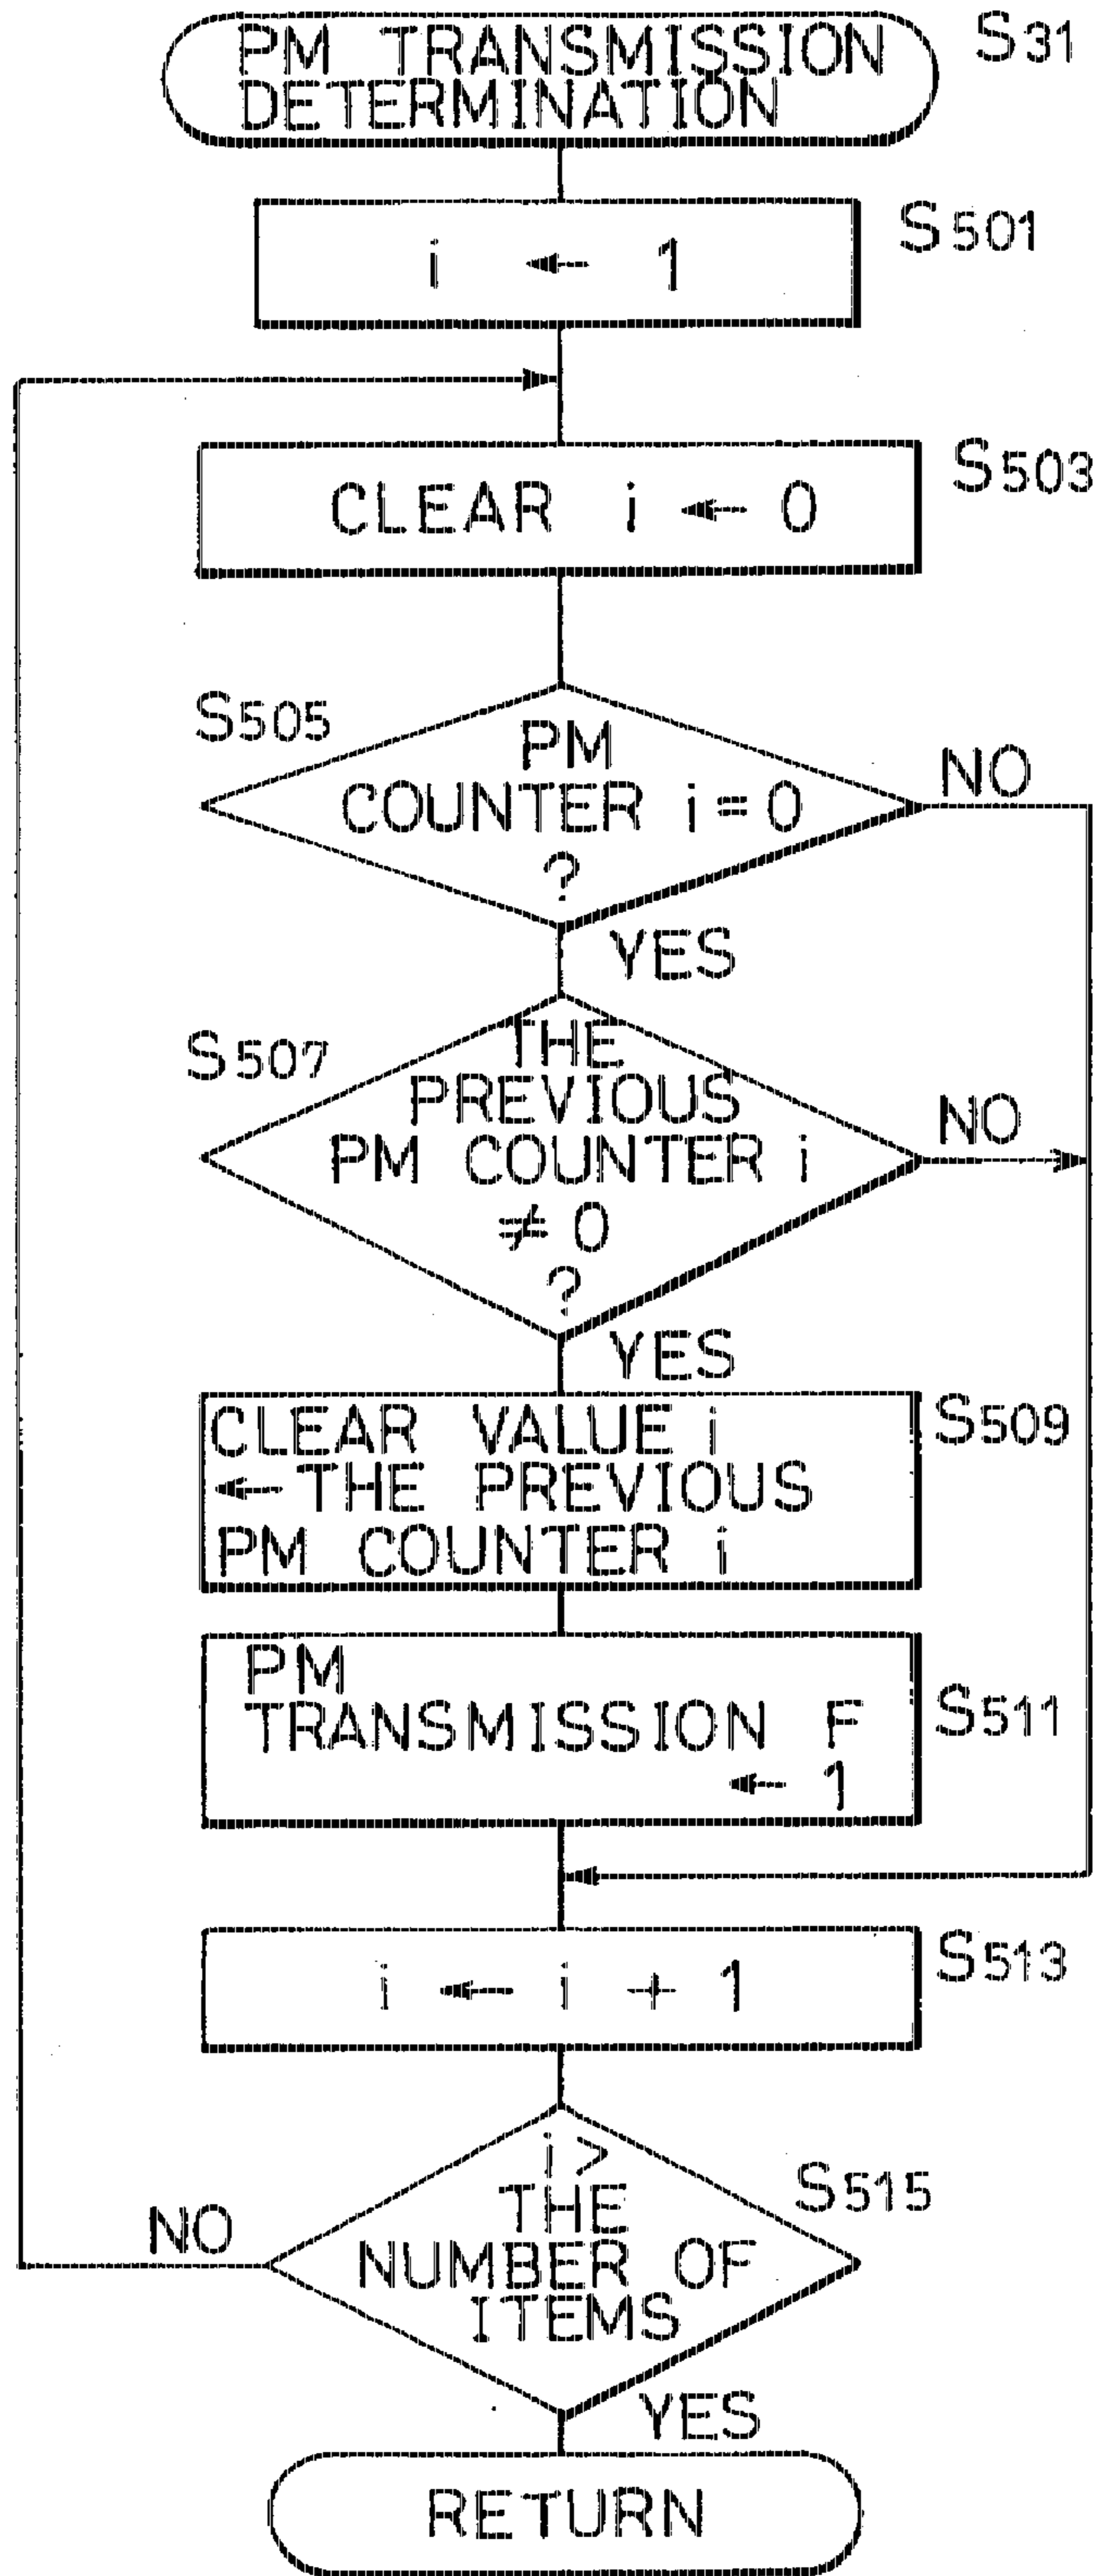 PM TRANSMISSION
DETERMINATION
S31
i ← 1
S501
CLEAR i ← 0
S503
S505
PM
COUNTER i = 0
?
NO
YES
S507
THE
PREVIOUS
PM COUNTER i
≠ 0
?
NO
YES
CLEAR VALUE i
← THE PREVIOUS
PM COUNTER i
S509
PM
TRANSMISSION F
← 1
S511
i ← i + 1
S513
i >
THE
NUMBER OF
ITEMS
S515
NO
YES
RETURN